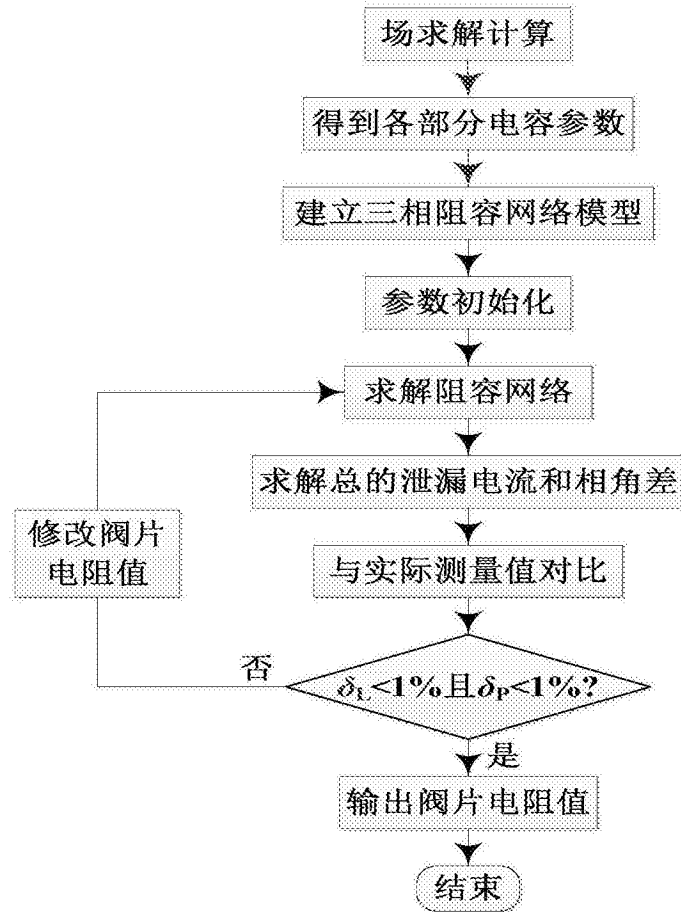 场求解计算
得到各部分电容参数
建立三相阻容网络模型
参数初始化
求解阻容网络
求解总的泄漏电流和相角差
修改阀片
电阻值
与实际测量值对比
否
δL<1%且δP<1%?
是
输出阀片电阻值
结束